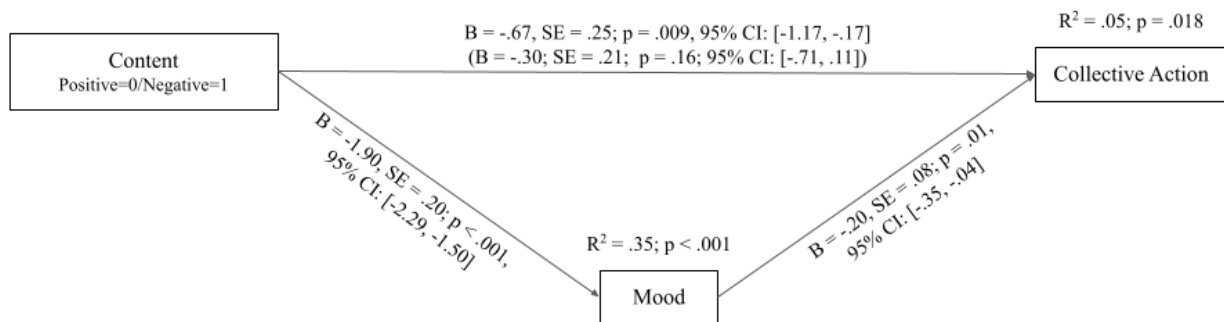 R² = .05; p = .018
B = -.67, SE = .25; p = .009, 95% CI: [-1.17, -.17]
(B = -.30; SE = .21; p = .16; 95% CI: [-.71, .11])
Content
Positive=0/Negative=1
Collective Action
B = -1.90, SE = .20; p < .001,
95% CI: [-2.29, -1.50]
B = -.20, SE = .08; p = .01,
95% CI: [-.35, -.04]
R² = .35; p < .001
Mood